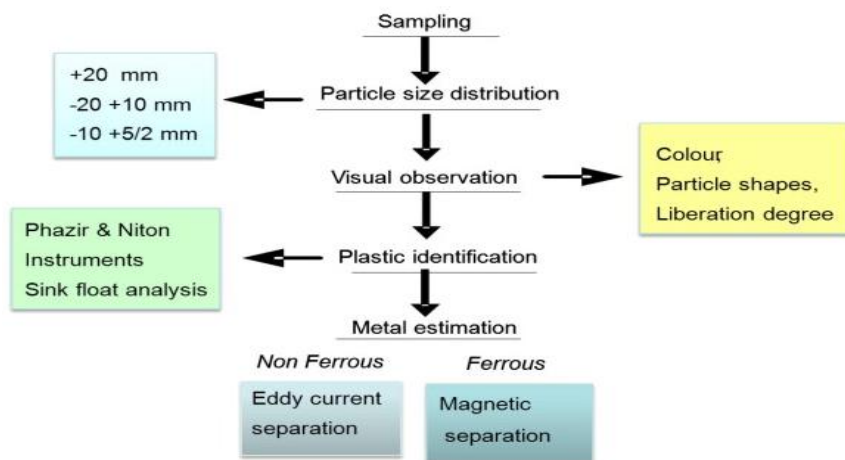 Sampling
+20 mm
-20 +10 mm
-10 +5/2 mm
Particle size distribution
Visual observation
Colour,
Particle shapes,
Liberation degree
Phazir & Niton
Instruments
Sink float analysis
Plastic identification
Metal estimation
Non Ferrous
Ferrous
Eddy current
separation
Magnetic
separation